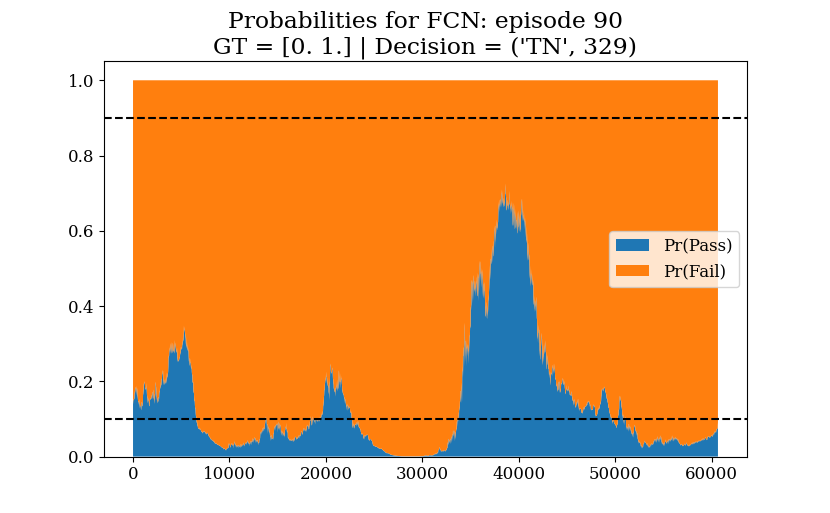 Probabilities for FCN: episode 90
GT = [0. 1.] | Decision = ('TN', 329)
1.0
0.8
0.6
0.4
0.2
0.0
Pr(Pass)
Pr(Fail)
0 10000 20000 30000 40000 50000 60000